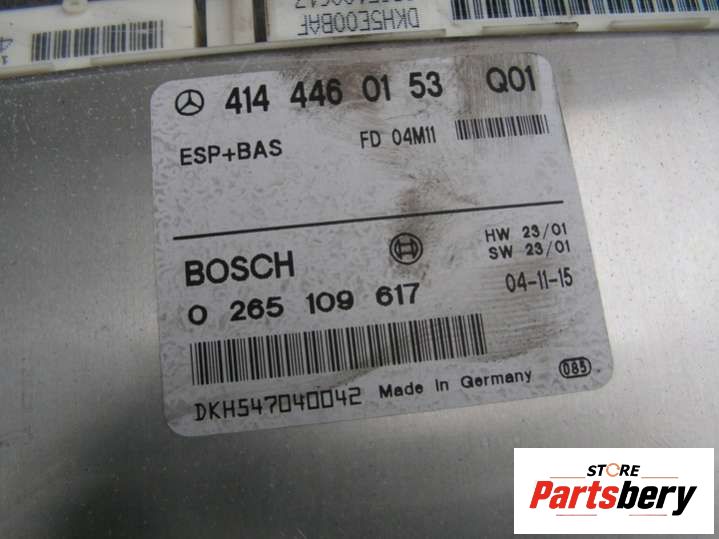 DKH5E00BAF
414 446 01 53 Q01
ESP+BAS FD 04M11
BOSCH HW 23/01
SW 23/01
0 265 109 617 04-11-15
DKH547040042 Made in Germany 085
STORE
Partsbery